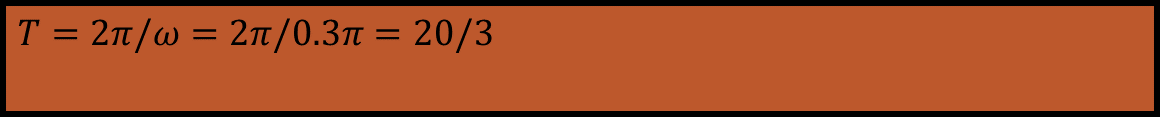 𝑇 = 2𝜋/𝜔 = 2𝜋/0.3𝜋 = 20/3